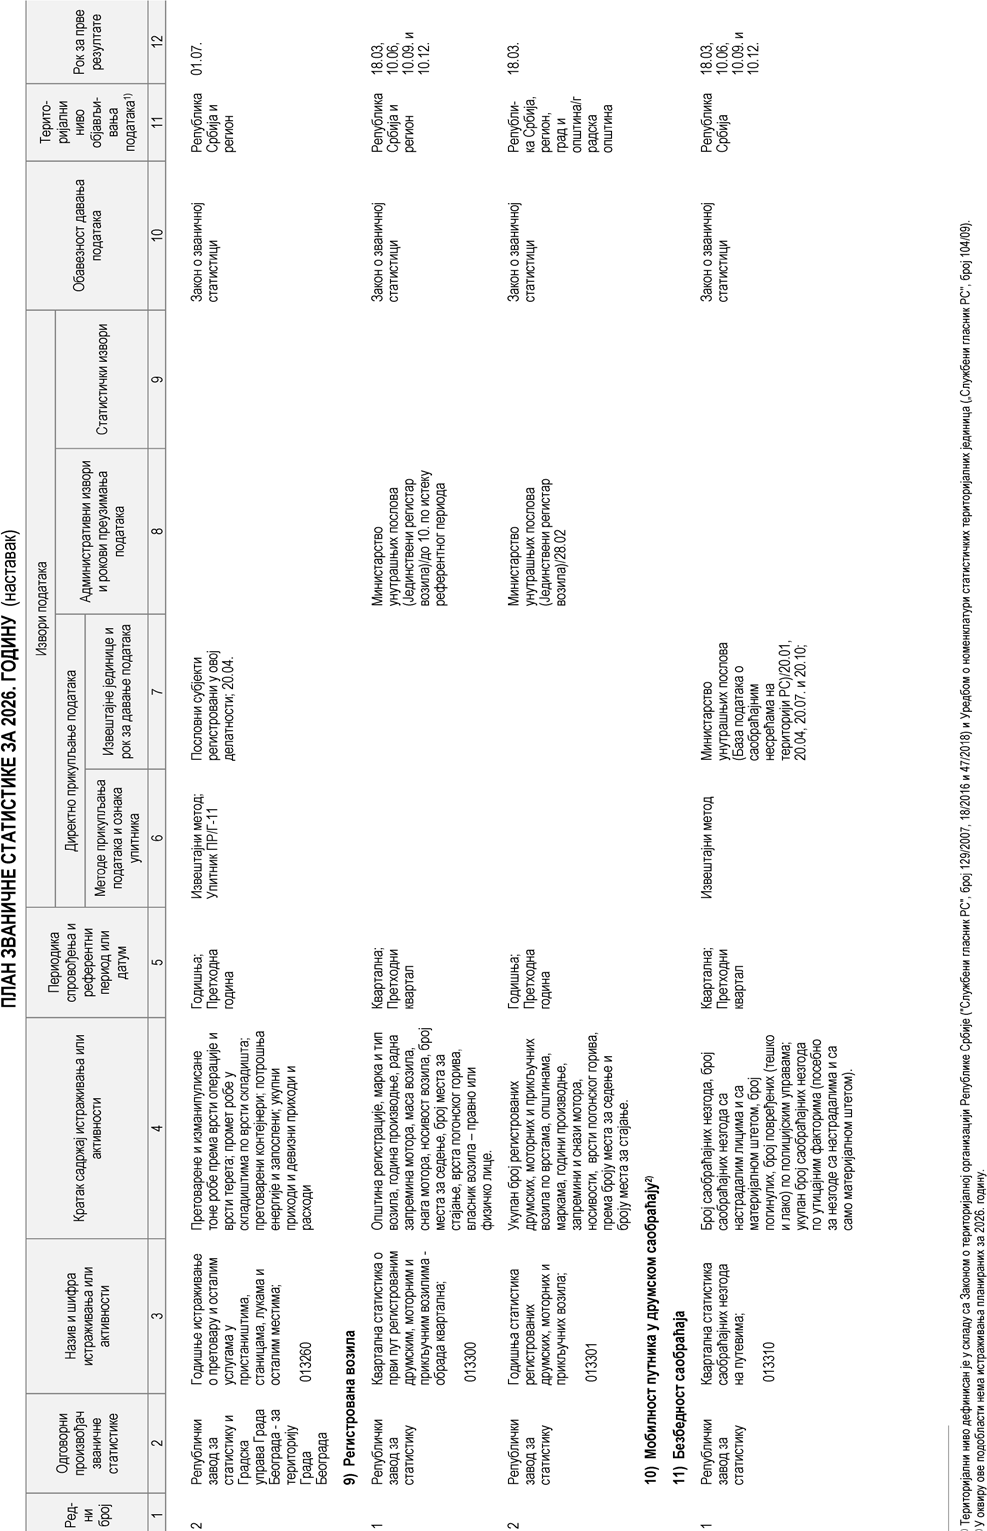 ПЛАН ЗВАНИЧНЕ СТАТИСТИКЕ ЗА 2026. ГОДИНУ (наставак)
Ред-
ни
број
Одговорни
произвођач
званичне
статистике
Назив и шифра
истраживања или
активности
Кратак садржај истраживања или
активности
Периодика
спровођења и
референтни
период или
датум
Извори података
Директно прикупљање података
Методе прикупљања
података и ознака
упитника
Извештајне јединице и
рок за давање података
Административни извори
и рокови преузимања
података
Статистички извори
Обавезност давања
података
Терито-
ријални
ниво
објављи-
вања
података1)
Рок за прве
резултате
1
2
3
4
5
6
7
8
9
10
11
12
2
Републички
завод за
статистику и
Градска
управа Града
Београда - за
територију
Града
Београда
Годишње истраживање
о претовару и осталим
услугама у
пристаништима,
станицама, лукама и
осталим местима;
013260
Претоварене и изманипулисане
тоне робе према врсти операције и
врсти терета; промет робе у
складиштима по врсти складишта;
претоварени контејнери; потрошња
енергије и запослени; укупни
приходи и девизни приходи и
расходи
Годишња;
Претходна
година
Извештајни метод;
Упитник ПР/Г-11
Пословни субјекти
регистровани у овој
делатности; 20.04.
Закон о званичној
статистици
Република
Србија и
регион
01.07.
9) Регистрована возила
1
Републички
завод за
статистику
Квартална статистика о
први пут регистрованим
друмским, моторним и
прикључним возилима -
обрада квартална;
013300
Општина регистрације, марка и тип
возила, година производње, радна
запремина мотора, маса возила,
снага мотора, носивост возила, број
места за седење, број места за
стајање, врста погонског горива,
власник возила – правно или
физичко лице.
Квартална;
Претходни
квартал
Министарство
унутрашњих послова
(Јединствени регистар
возила)/до 10. по истеку
референтног периода
Закон о званичној
статистици
Република
Србија и
регион
18.03,
10.06,
10.09. и
10.12.
2
Републички
завод за
статистику
Годишња статистика
регистрованих
друмских, моторних и
прикључних возила;
013301
Укупан број регистрованих
друмских, моторних и прикључних
возила по врстама, општинама,
маркама, години производње,
запремини и снази мотора,
носивости, врсти погонског горива,
према броју места за седење и
броју места за стајање.
Годишња;
Претходна
година
Министарство
унутрашњих послова
(Јединствени регистар
возила)/28.02
Закон о званичној
статистици
Републи-
ка Србија,
регион,
град и
општина/г
радска
општина
18.03.
10) Мобилност путника у друмском саобраћају2)
11) Безбедност саобраћаја
1
Републички
завод за
статистику
Квартална статистика
саобраћајних незгода
на путевима;
013310
Број саобраћајних незгода, број
саобраћајних незгода са
настрадалим лицима и са
материјалном штетом, број
погинулих, број повређених (тешко
и лако) по полицијским управама;
укупан број саобраћајних незгода
по утицајним факторима (посебно
за незгоде са настрадалима и са
само материјалном штетом).
Квартална;
Претходни
квартал
Извештајни метод
Министарство
унутрашњих послова
(База података о
саобраћајним
несрећама на
територији РС)/20.01,
20.04, 20.07. и 20.10;
Закон о званичној
статистици
Република
Србија
18.03,
10.06,
10.09. и
10.12.
) Територијални ниво дефинисан је у складу са Законом о територијалној организацији Републике Србије ("Службени гласник РС", број 129/2007, 18/2016 и 47/2018) и Уредбом о номенклатури статистичких територијалних јединица („Службени гласник РС", број 104/09).
) У оквиру ове подобласти нема истраживања планираних за 2026. годину.